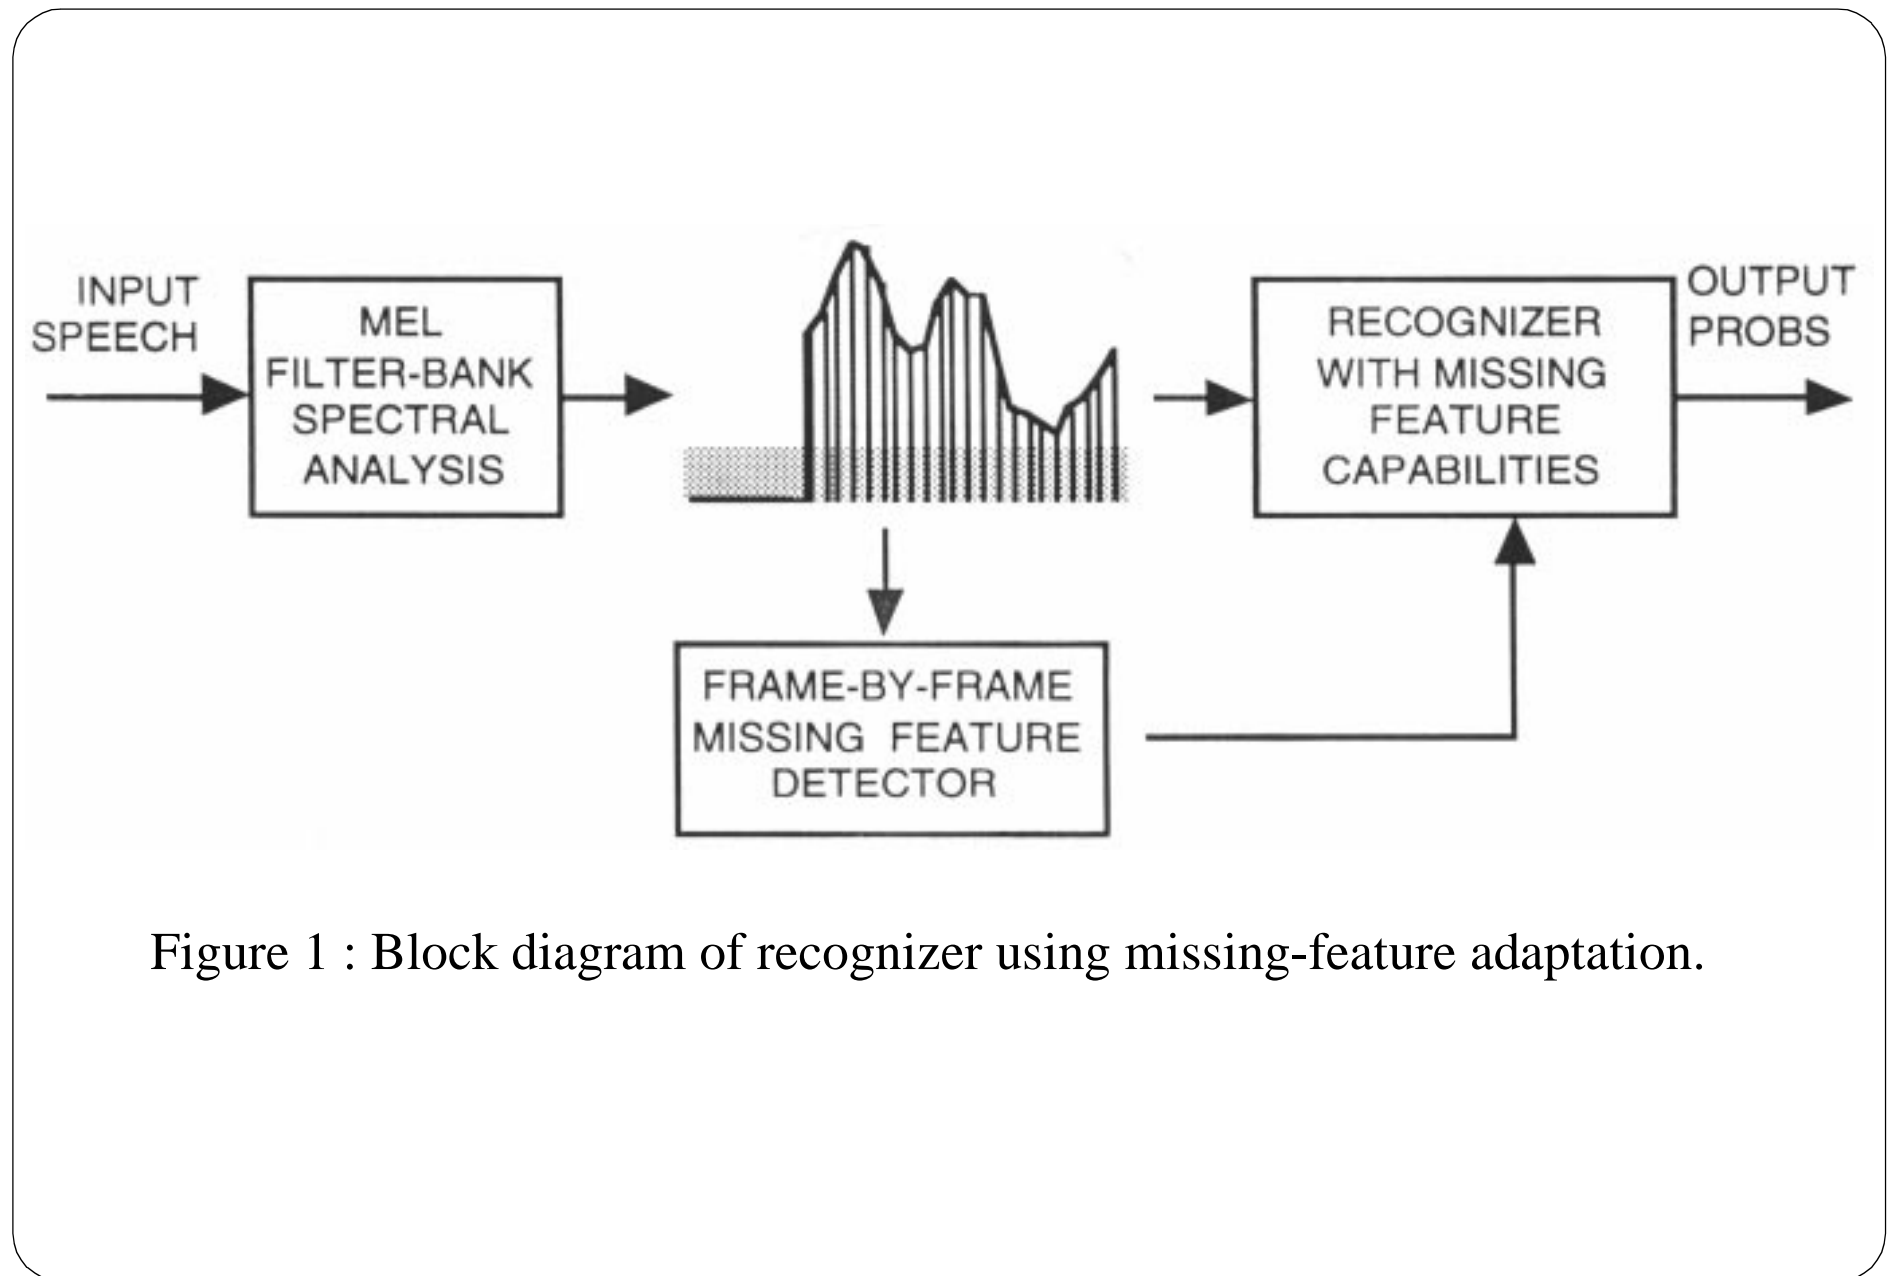 INPUT
SPEECH
MEL
FILTER-BANK
SPECTRAL
ANALYSIS
RECOGNIZER
WITH MISSING
FEATURE
CAPABILITIES
OUTPUT
PROBS
FRAME-BY-FRAME
MISSING FEATURE
DETECTOR
Figure 1 : Block diagram of recognizer using missing-feature adaptation.